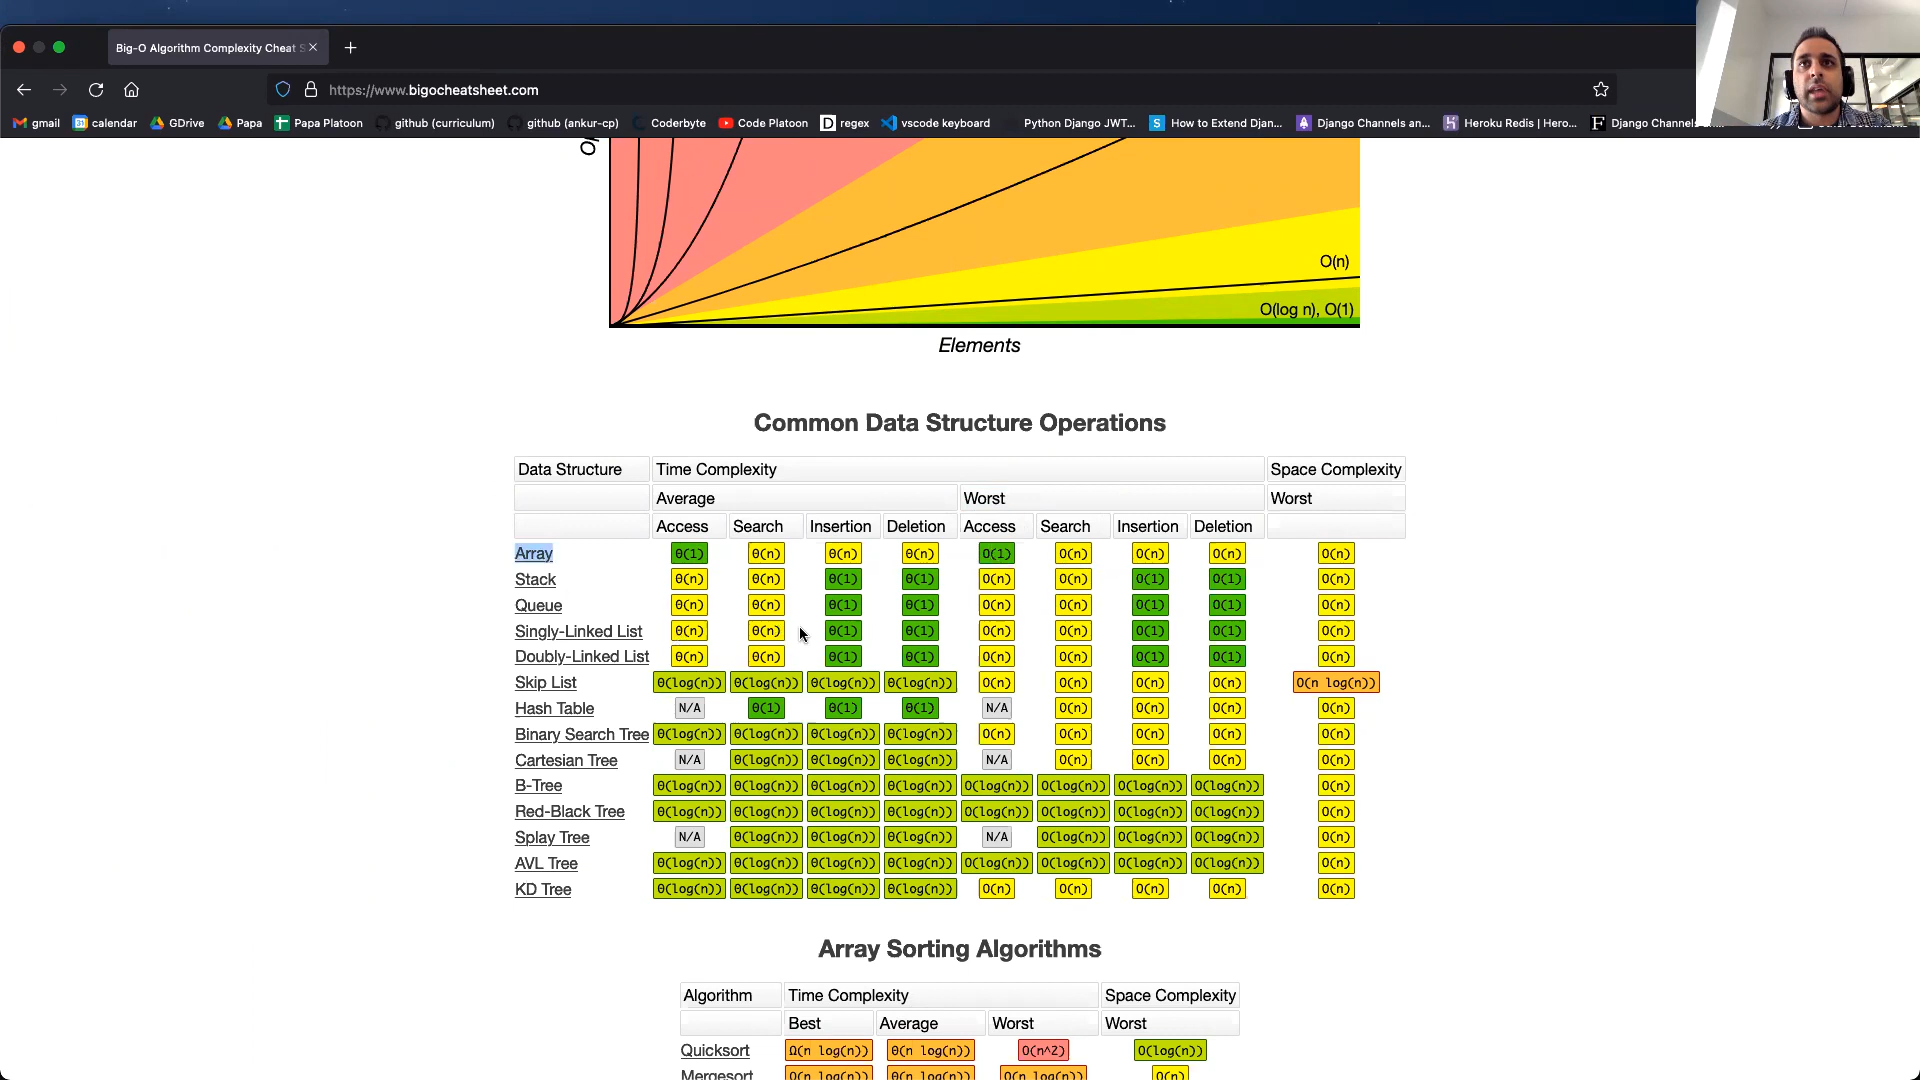 Big-O Algorithm Complexity Cheat S
https://www.bigocheatsheet.com
gmail calendar GDrive Papa Papa Platoon github (curriculum) github (ankur-cp) Coderbyte Code Platoon regex vscode keyboard Python Django JWT... How to Extend Djan... Django Channels an... Heroku Redis | Hero... Django Channels
O(n)
O(log n), O(1)
Elements
Common Data Structure Operations
Data Structure Time Complexity Space Complexity
Average Worst Worst
Access Search Insertion Deletion Access Search Insertion Deletion
Array Θ(1) Θ(n) Θ(n) Θ(n) O(1) O(n) O(n) O(n) O(n)
Stack Θ(n) Θ(n) Θ(1) Θ(1) O(n) O(n) O(1) O(1) O(n)
Queue Θ(n) Θ(n) Θ(1) Θ(1) O(n) O(n) O(1) O(1) O(n)
Singly-Linked List Θ(n) Θ(n) Θ(1) Θ(1) O(n) O(n) O(1) O(1) O(n)
Doubly-Linked List Θ(n) Θ(n) Θ(1) Θ(1) O(n) O(n) O(1) O(1) O(n)
Skip List Θ(log(n)) Θ(log(n)) Θ(log(n)) Θ(log(n)) O(n) O(n) O(n) O(n) O(n log(n))
Hash Table N/A Θ(1) Θ(1) Θ(1) N/A O(n) O(n) O(n) O(n)
Binary Search Tree Θ(log(n)) Θ(log(n)) Θ(log(n)) Θ(log(n)) O(n) O(n) O(n) O(n) O(n)
Cartesian Tree N/A Θ(log(n)) Θ(log(n)) Θ(log(n)) N/A O(n) O(n) O(n) O(n)
B-Tree Θ(log(n)) Θ(log(n)) Θ(log(n)) Θ(log(n)) O(log(n)) O(log(n)) O(log(n)) O(log(n)) O(n)
Red-Black Tree Θ(log(n)) Θ(log(n)) Θ(log(n)) Θ(log(n)) O(log(n)) O(log(n)) O(log(n)) O(log(n)) O(n)
Splay Tree N/A Θ(log(n)) Θ(log(n)) Θ(log(n)) N/A O(log(n)) O(log(n)) O(log(n)) O(n)
AVL Tree Θ(log(n)) Θ(log(n)) Θ(log(n)) Θ(log(n)) O(log(n)) O(log(n)) O(log(n)) O(log(n)) O(n)
KD Tree Θ(log(n)) Θ(log(n)) Θ(log(n)) Θ(log(n)) O(n) O(n) O(n) O(n) O(n)
Array Sorting Algorithms
Algorithm Time Complexity Space Complexity
Best Average Worst Worst
Quicksort Ω(n log(n)) Θ(n log(n)) O(n^2) O(log(n))
Mergesort Ω(n log(n)) Θ(n log(n)) O(n log(n)) O(n)